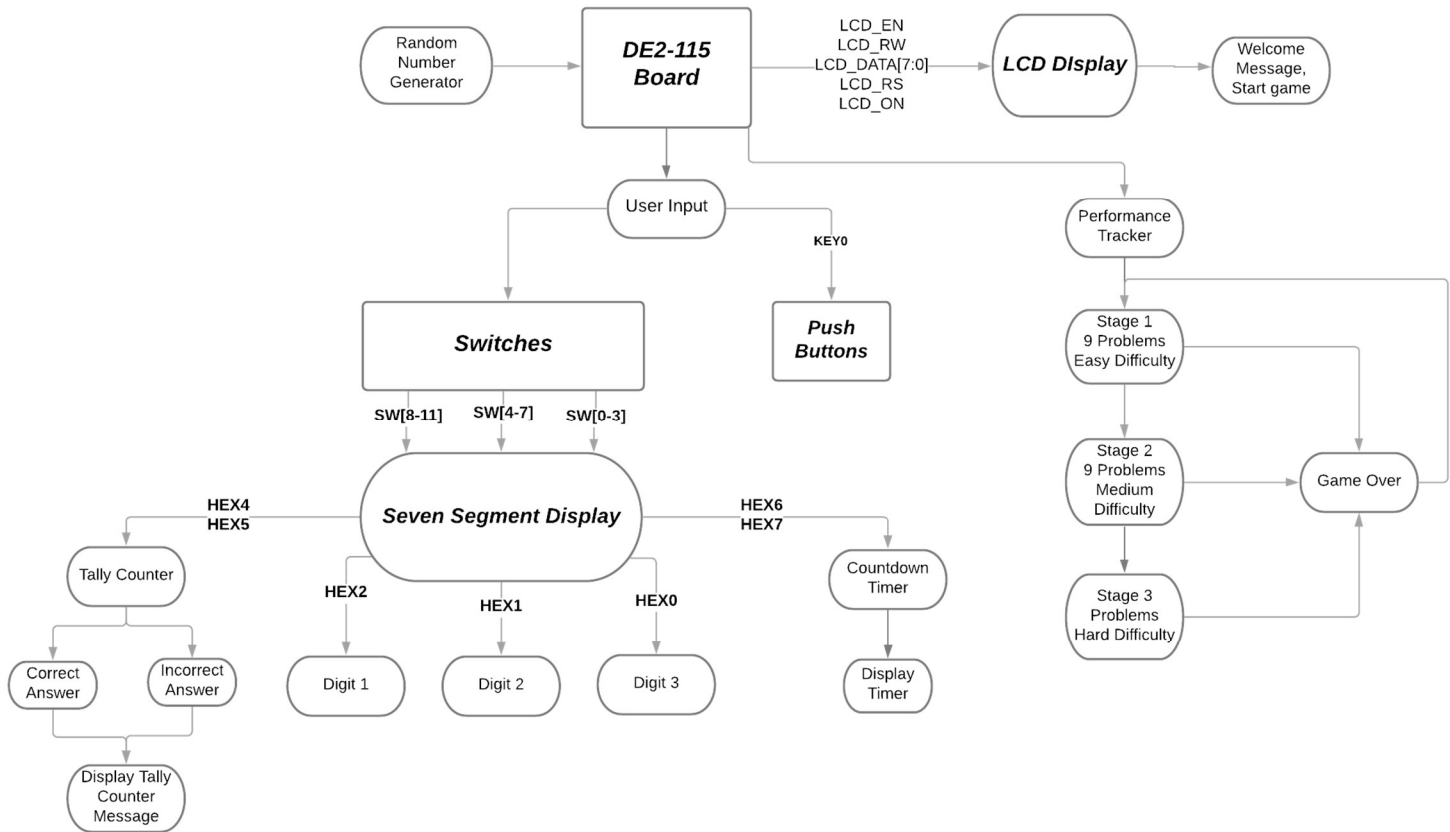 Random
Number
Generator
DE2-115
Board
LCD_EN
LCD_RW
LCD_DATA[7:0]
LCD_RS
LCD_ON
LCD DIsplay
Welcome
Message,
Start game
User Input
KEY0
Performance
Tracker
Switches
Push
Buttons
Stage 1
9 Problems
Easy Difficulty
SW[8-11]
SW[4-7]
SW[0-3]
Stage 2
9 Problems
Medium
Difficulty
Game Over
Seven Segment Display
HEX4
HEX5
HEX6
HEX7
Tally Counter
HEX2
HEX1
HEX0
Countdown
Timer
Stage 3
Problems
Hard Difficulty
Correct
Answer
Incorrect
Answer
Digit 1
Digit 2
Digit 3
Display
Timer
Display Tally
Counter
Message